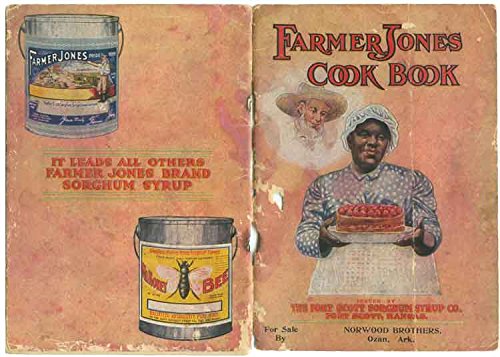 FARMER JONES
IT LEADS ALL OTHERS
FARMER JONES BRAND
SORGHUM SYRUP
BEE
FARMER JONES
COOK BOOK
ISSUED BY
THE FORT SCOTT SORGHUM SYRUP CO.
FORT SCOTT, KANSAS.
For Sale
By
NORWOOD BROTHERS,
Ozan, Ark.